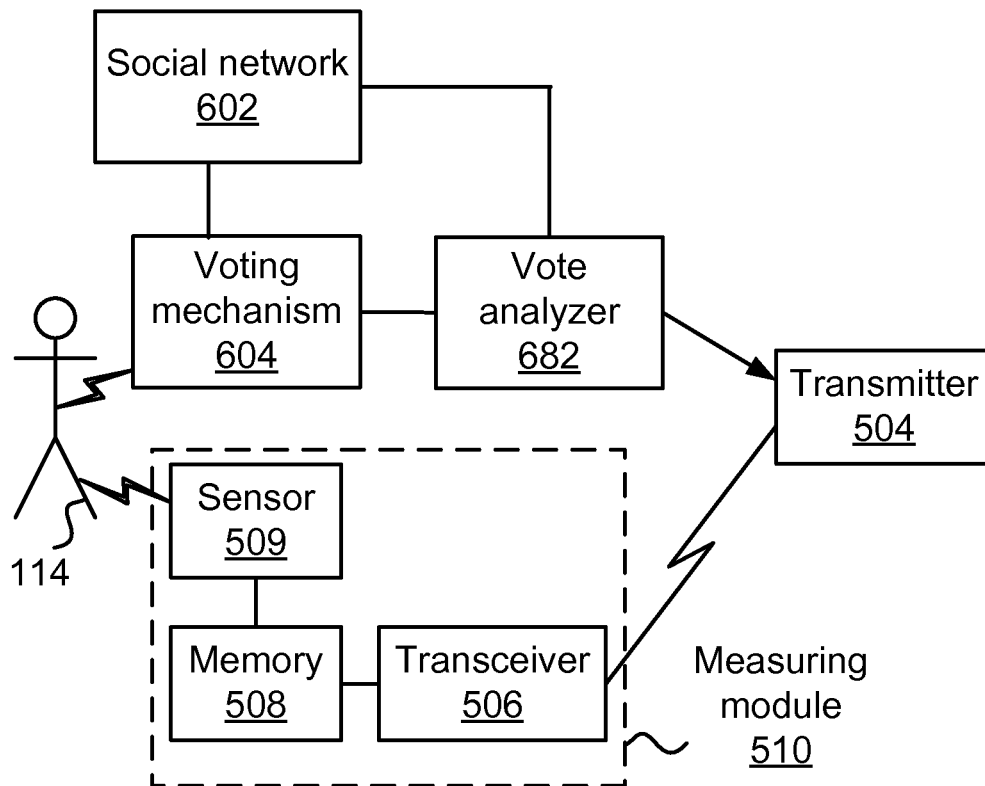 Social network
602
Voting
mechanism
604
Vote
analyzer
682
Transmitter
504
Sensor
509
114
Memory
508
Transceiver
506
Measuring
module
510